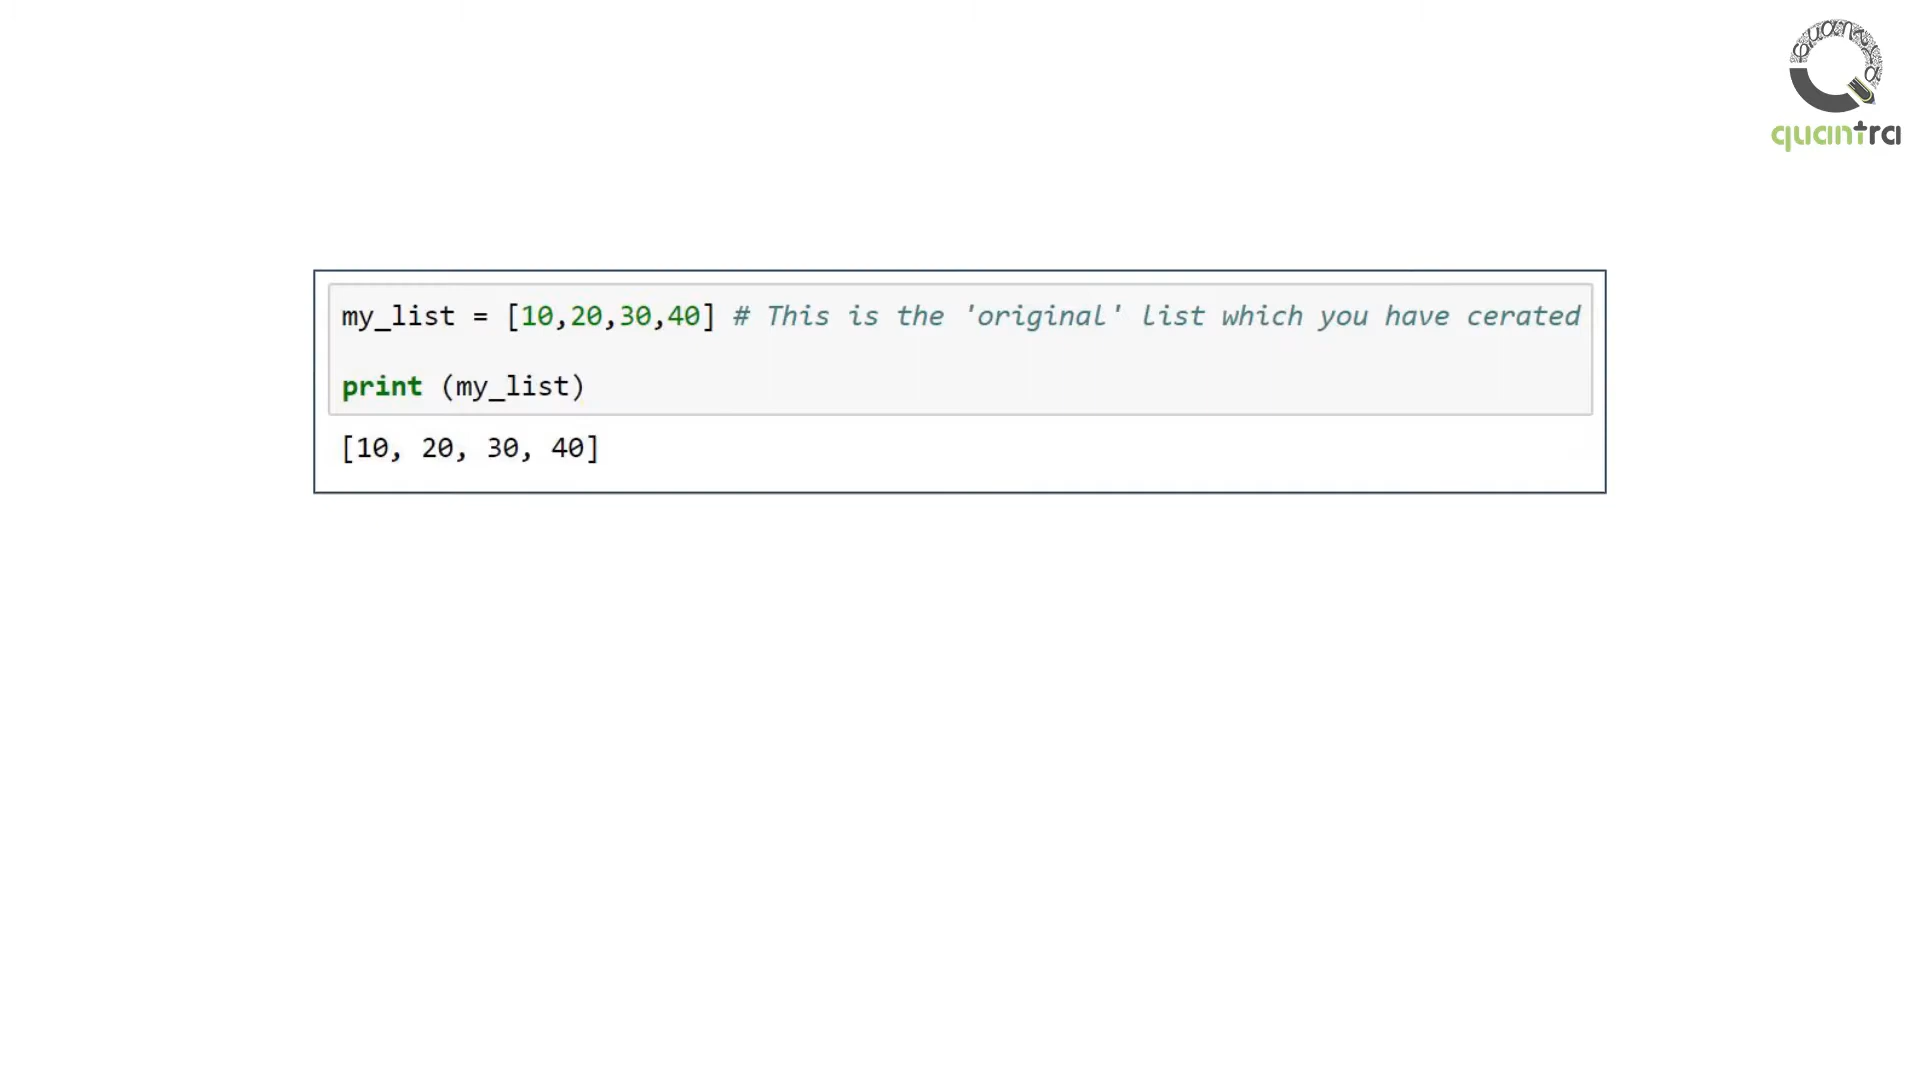 quantra
quantra
my_list = [10,20,30,40] # This is the 'original' list which you have cerated
print (my_list)
[10, 20, 30, 40]